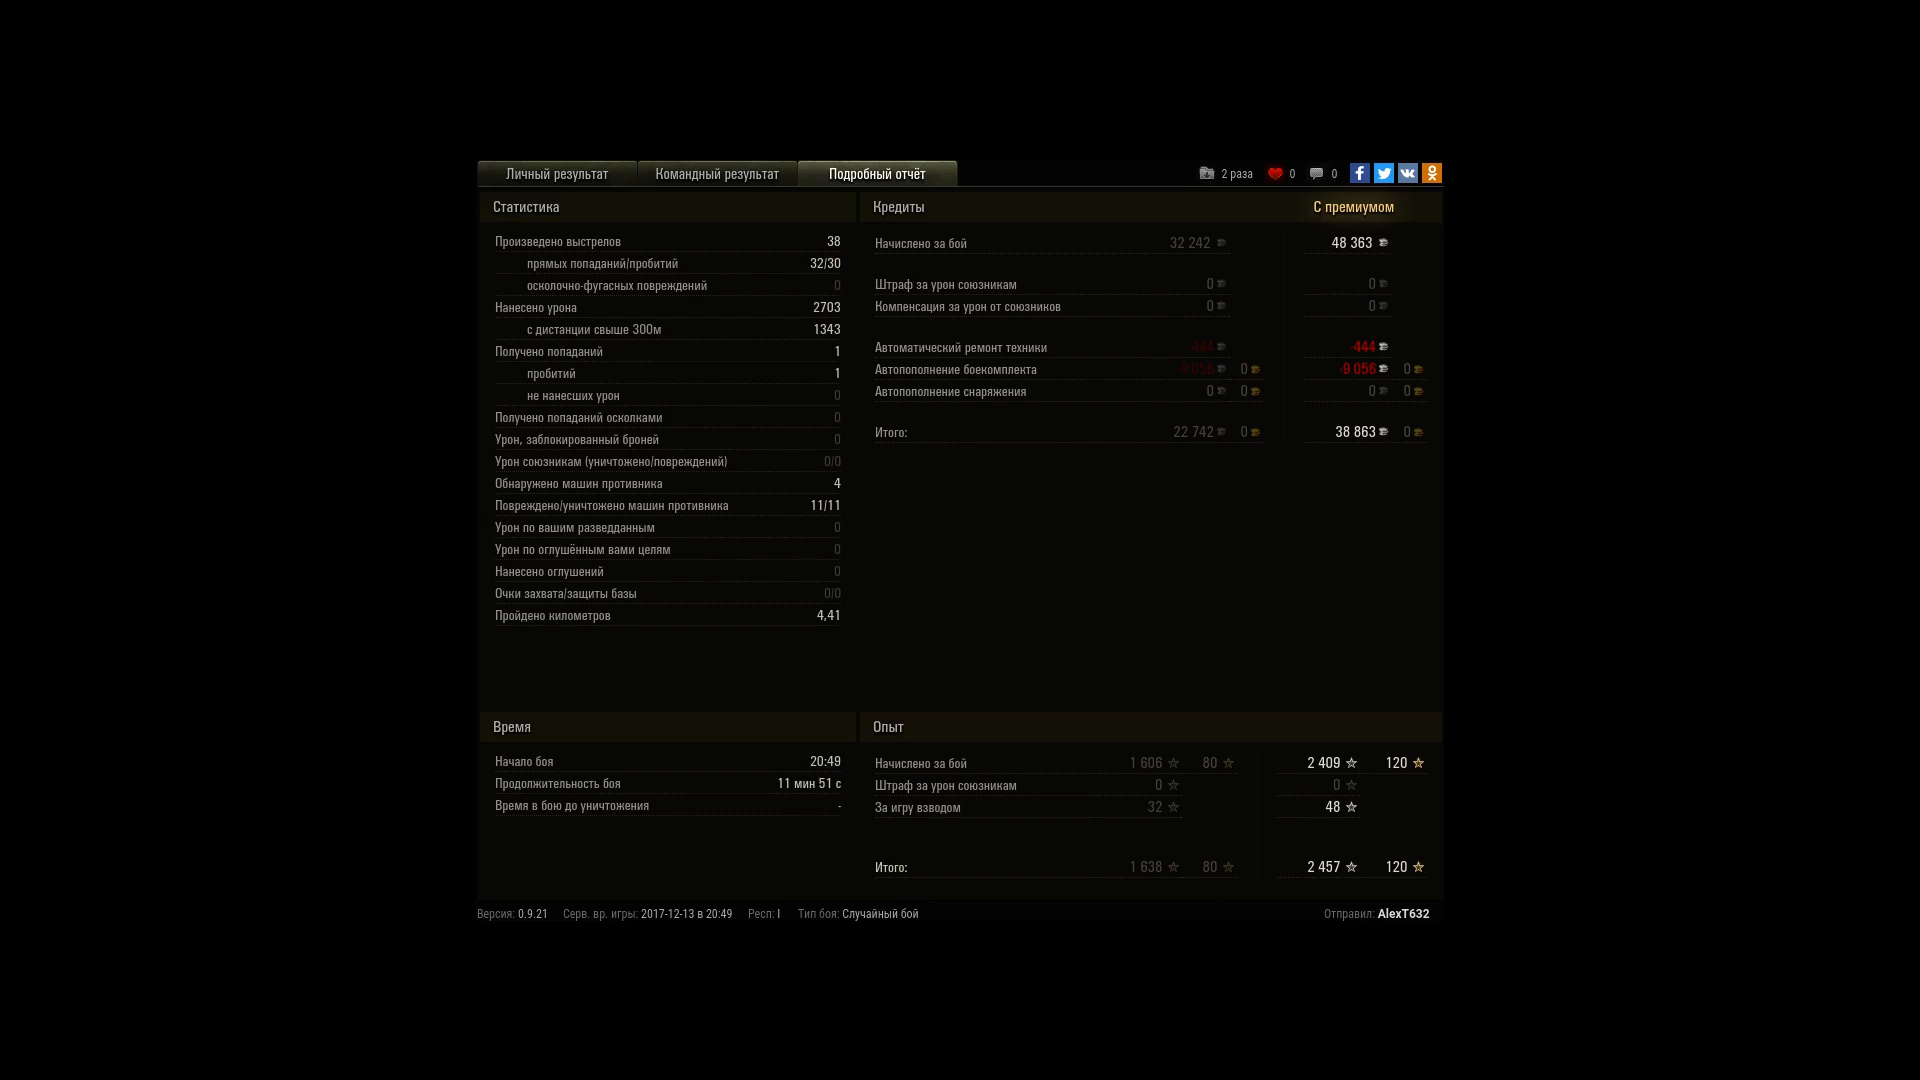 Личный результат Командный результат Подробный отчёт 2 раза 0 0
Статистика
Произведено выстрелов 38
прямых попаданий/пробитий 32/30
осколочно-фугасных повреждений 0
Нанесено урона 2703
с дистанции свыше 300м 1343
Получено попаданий 1
пробитий 1
не нанесших урон 0
Получено попаданий осколками 0
Урон, заблокированный броней 0
Урон союзникам (уничтожено/повреждений) 0/0
Обнаружено машин противника 4
Повреждено/уничтожено машин противника 11/11
Урон по вашим разведданным 0
Урон по оглушённым вами целям 0
Нанесено оглушений 0
Очки захвата/защиты базы 0/0
Пройдено километров 4,41
Кредиты С премиумом
Начислено за бой 32 242 48 363
Штраф за урон союзникам 0 0
Компенсация за урон от союзников 0 0
Автоматический ремонт техники -444 -444
Автопополнение боекомплекта -9 056 0 -9 056 0
Автопополнение снаряжения 0 0 0 0
Итого: 22 742 0 38 863 0
Время
Начало боя 20:49
Продолжительность боя 11 мин 51 с
Время в бою до уничтожения -
Опыт
Начислено за бой 1 606 80 2 409 120
Штраф за урон союзникам 0 0
За игру взводом 32 48
Итого: 1 638 80 2 457 120
Версия: 0.9.21 Серв. вр. игры: 2017-12-13 в 20:49 Респ: I Тип боя: Случайный бой Отправил: AlexT632